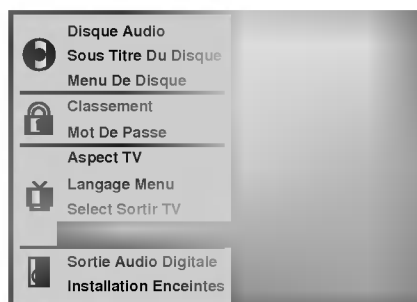 Disque Audio
Sous Titre Du Disque
Menu De Disque
Classement
Mot De Passe
Aspect TV
Langage Menu
Select Sortir TV
Sortie Audio Digitale
Installation Enceintes